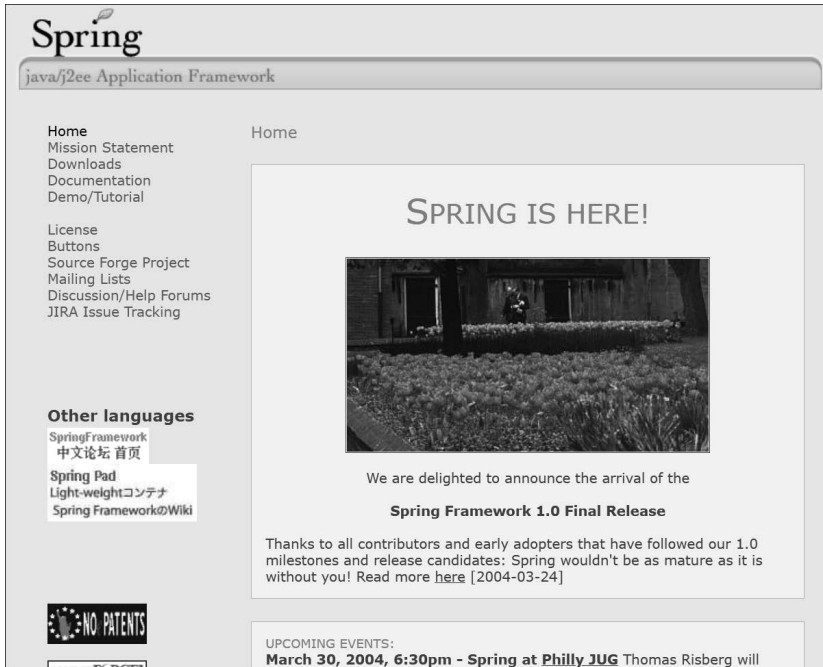 Spring
java/j2ee Application Framework
Home
Mission Statement
Downloads
Documentation
Demo/Tutorial
License
Buttons
Source Forge Project
Mailing Lists
Discussion/Help Forums
JIRA Issue Tracking
Other languages
SpringFramework
中文论坛 首页
Spring Pad
Light-weightコンテナ
Spring FrameworkのWiki
NO PATENTS
Home
SPRING IS HERE!
We are delighted to announce the arrival of the
Spring Framework 1.0 Final Release
Thanks to all contributors and early adopters that have followed our 1.0
milestones and release candidates: Spring wouldn't be as mature as it is
without you! Read more here [2004-03-24]
UPCOMING EVENTS:
March 30, 2004, 6:30pm - Spring at Philly JUG Thomas Risberg will